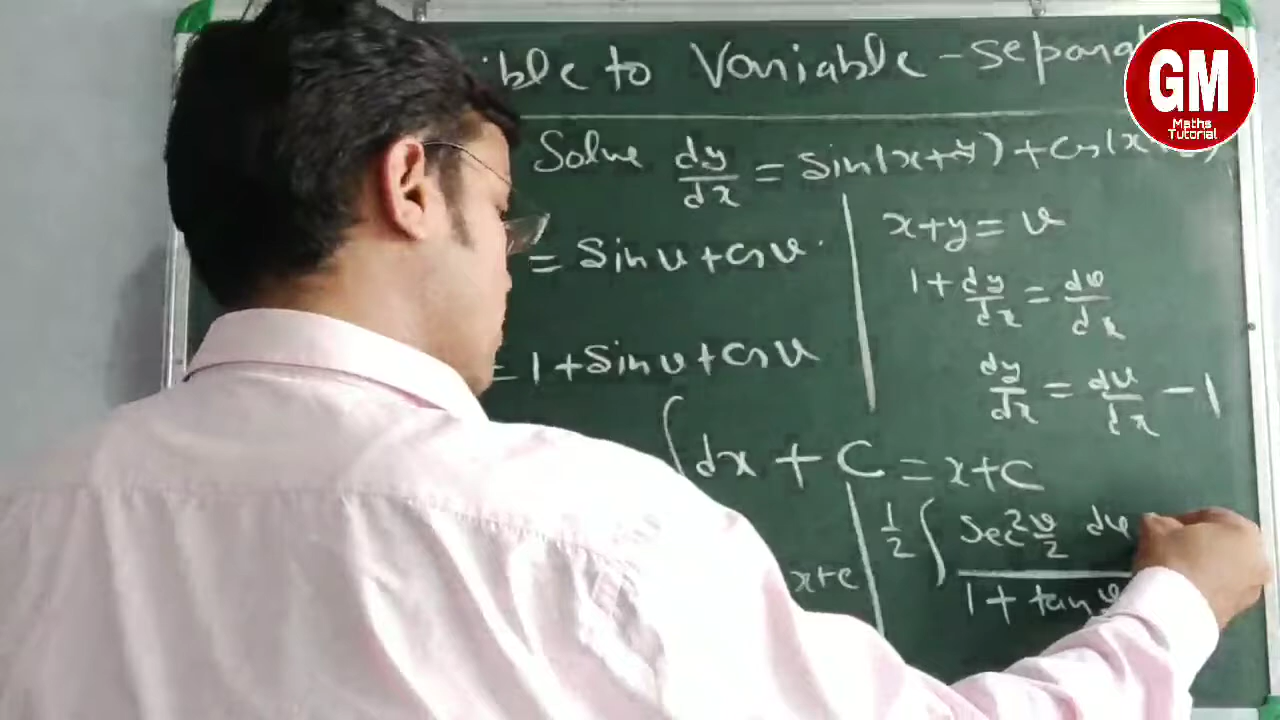 ible to Variable - separa
GM
Maths
Tutorial
Solve dy/dx = sin(x+y) + cos(x
= sin v + cos v.
x+y = v
1 + dy/dx = dv/dx
= 1 + sin v + cos v
dy/dx = dv/dx - 1
∫dx + C = x+C
x+c
1/2 ∫ sec² v/2 dv
1 + tan v